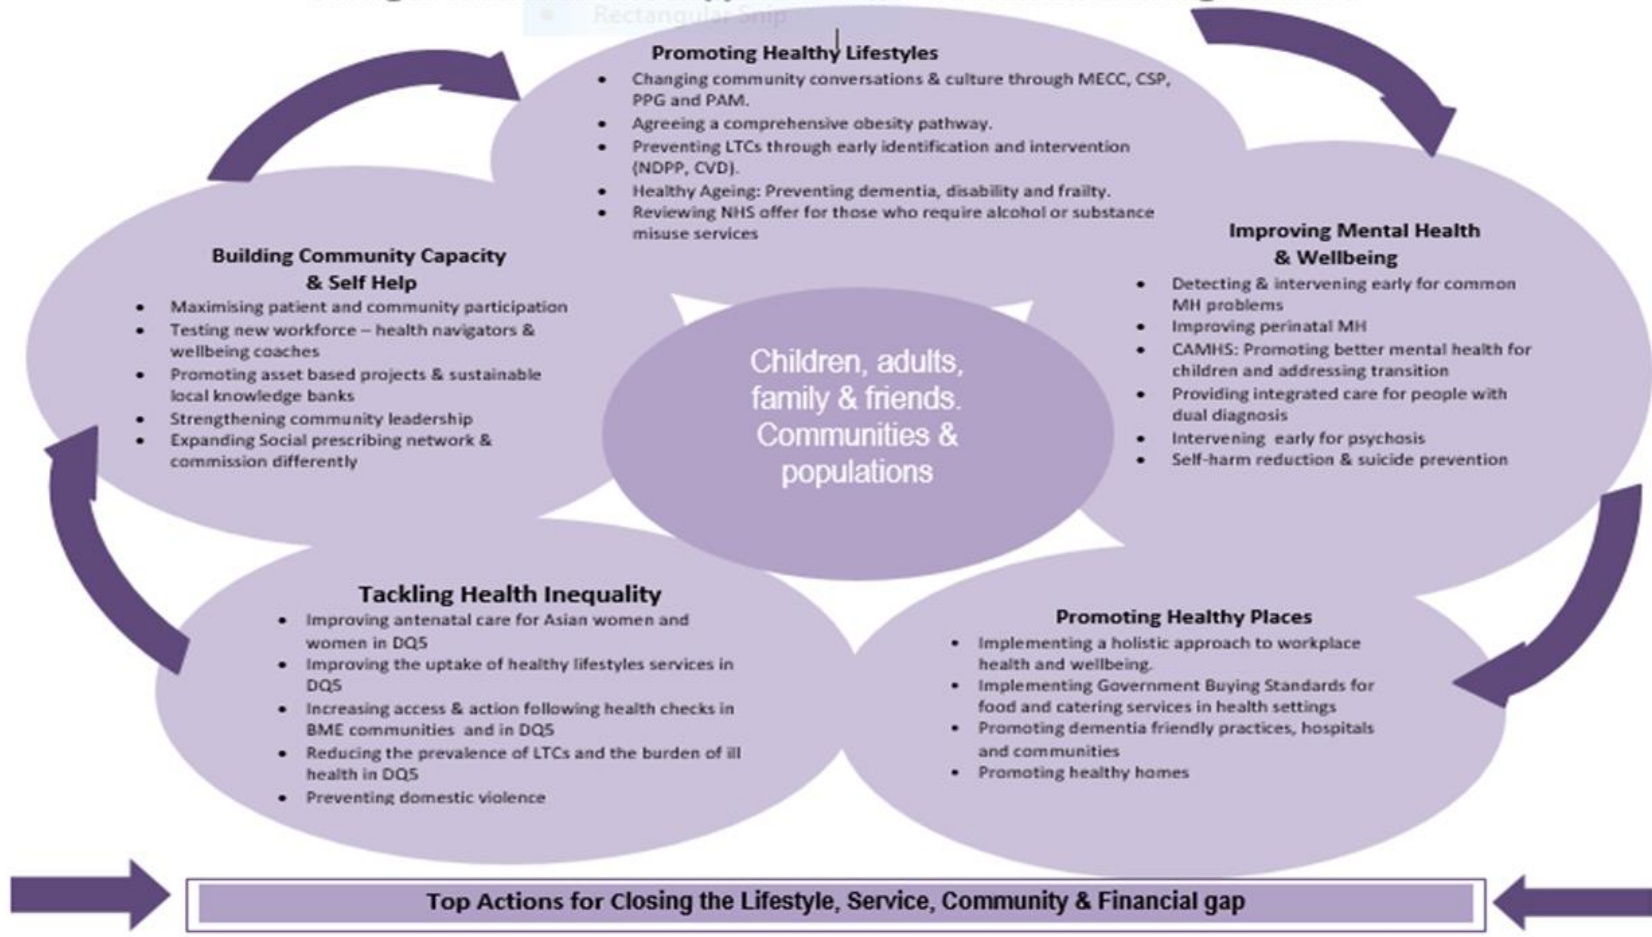 Rectangular Snip
Promoting Healthy Lifestyles
• Changing community conversations & culture through MECC, CSP,
PPG and PAM.
• Agreeing a comprehensive obesity pathway.
• Preventing LTCs through early identification and intervention
(NDPP, CVD).
• Healthy Ageing: Preventing dementia, disability and frailty.
• Reviewing NHS offer for those who require alcohol or substance
misuse services
Building Community Capacity
& Self Help
• Maximising patient and community participation
• Testing new workforce – health navigators &
wellbeing coaches
• Promoting asset based projects & sustainable
local knowledge banks
• Strengthening community leadership
• Expanding Social prescribing network &
commission differently
Improving Mental Health
& Wellbeing
• Detecting & intervening early for common
MH problems
• Improving perinatal MH
• CAMHS: Promoting better mental health for
children and addressing transition
• Providing integrated care for people with
dual diagnosis
• Intervening early for psychosis
• Self-harm reduction & suicide prevention
Children, adults,
family & friends.
Communities &
populations
Tackling Health Inequality
• Improving antenatal care for Asian women and
women in DQ5
• Improving the uptake of healthy lifestyles services in
DQ5
• Increasing access & action following health checks in
BME communities and in DQ5
• Reducing the prevalence of LTCs and the burden of ill
health in DQ5
• Preventing domestic violence
Promoting Healthy Places
• Implementing a holistic approach to workplace
health and wellbeing.
• Implementing Government Buying Standards for
food and catering services in health settings
• Promoting dementia friendly practices, hospitals
and communities
• Promoting healthy homes
Top Actions for Closing the Lifestyle, Service, Community & Financial gap